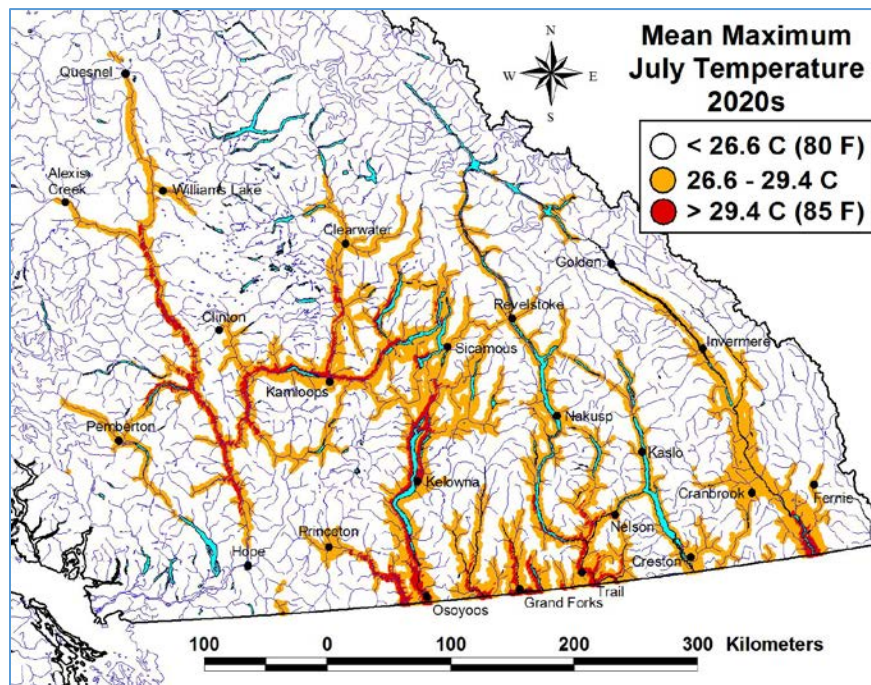 Mean Maximum
July Temperature
2020s
< 26.6 C (80 F)
26.6 - 29.4 C
> 29.4 C (85 F)
N
W E
S
Quesnel
Alexis
Creek
Williams Lake
Clearwater
Golden
Revelstoke
Clinton
Sicamous
Invermere
Kamloops
Nakusp
Pemberton
Kaslo
Kelowna
Cranbrook
Fernie
Nelson
Princeton
Hope
Creston
Trail
Osoyoos
Grand Forks
100 0 100 200 300 Kilometers